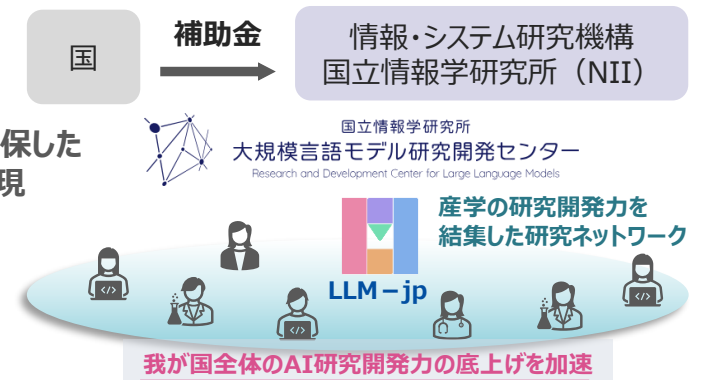 国
補助金
情報・システム研究機構
国立情報学研究所（NII）
保した
現
国立情報学研究所
大規模言語モデル研究開発センター
Research and Development Center for Large Language Models
産学の研究開発力を
結集した研究ネットワーク
</>
</>
</>
LLM－jp
我が国全体のAI研究開発力の底上げを加速